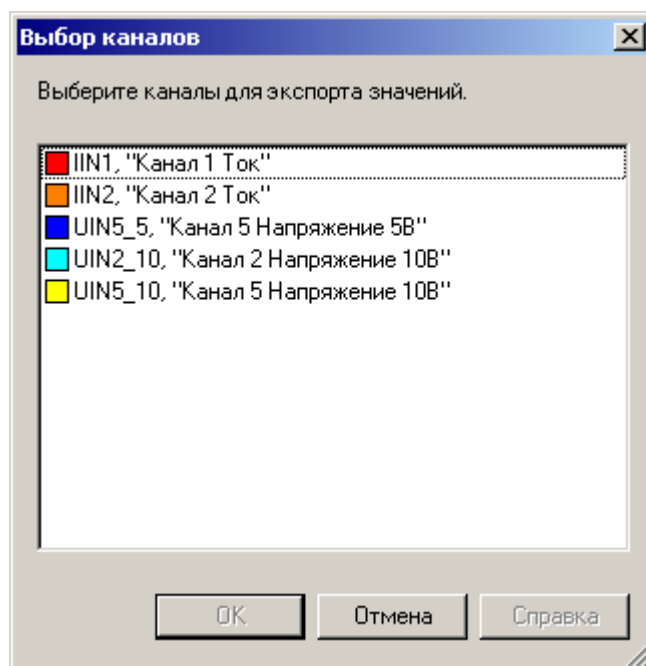 Выбор каналов
Выберите каналы для экспорта значений.
IIN1, "Канал 1 Ток"
IIN2, "Канал 2 Ток"
UIN5_5, "Канал 5 Напряжение 5В"
UIN2_10, "Канал 2 Напряжение 10В"
UIN5_10, "Канал 5 Напряжение 10В"
OK Отмена Справка